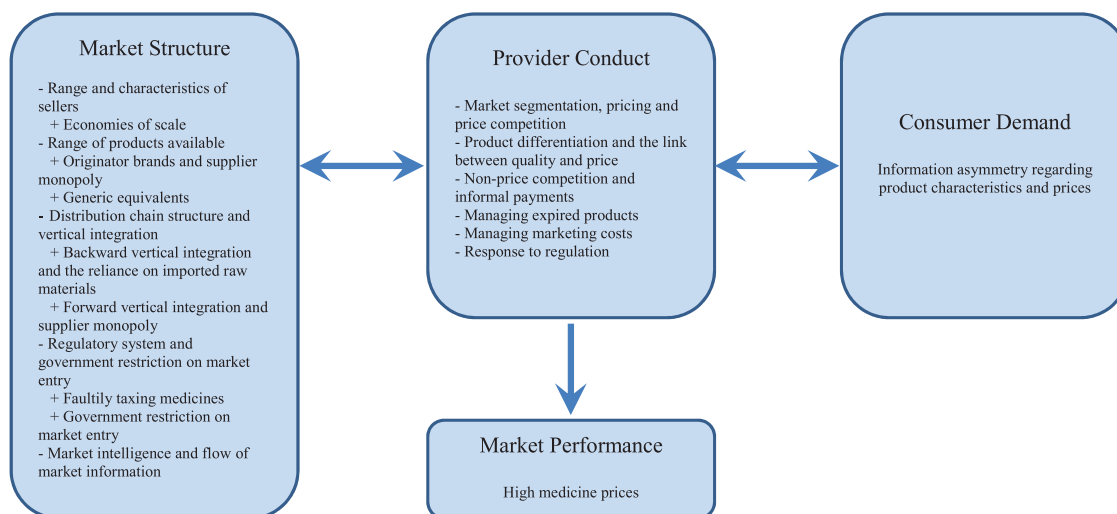 Market Structure
- Range and characteristics of
sellers
+ Economies of scale
- Range of products available
+ Originator brands and supplier
monopoly
+ Generic equivalents
- Distribution chain structure and
vertical integration
+ Backward vertical integration
and the reliance on imported raw
materials
+ Forward vertical integration and
supplier monopoly
- Regulatory system and
government restriction on market
entry
+ Faultily taxing medicines
+ Government restriction on
market entry
- Market intelligence and flow of
market information
Provider Conduct
- Market segmentation, pricing and
price competition
- Product differentiation and the link
between quality and price
- Non-price competition and
informal payments
- Managing expired products
- Managing marketing costs
- Response to regulation
Consumer Demand
Information asymmetry regarding
product characteristics and prices
Market Performance
High medicine prices